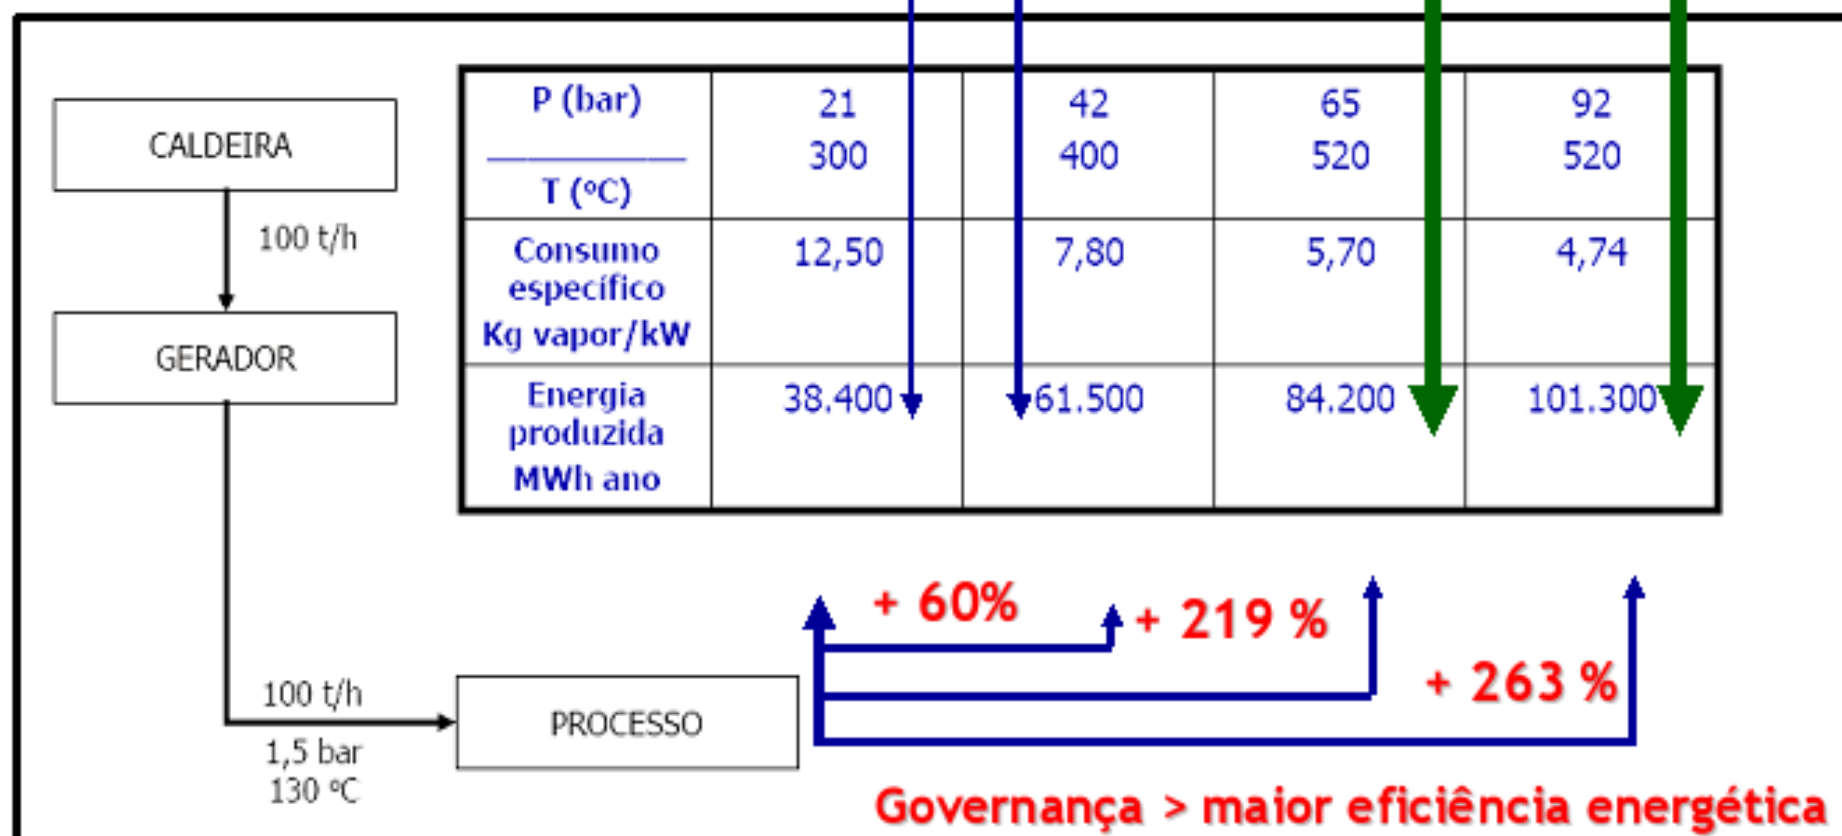 CALDEIRA
100 t/h
GERADOR
100 t/h
1,5 bar
130 ºC
PROCESSO
P (bar) 21 42 65 92
300 400 520 520
T (ºC)
Consumo 12,50 7,80 5,70 4,74
específico
Kg vapor/kW
Energia 38.400 61.500 84.200 101.300
produzida
MWh ano
+ 60%
+ 219 %
+ 263 %
Governança > maior eficiência energética